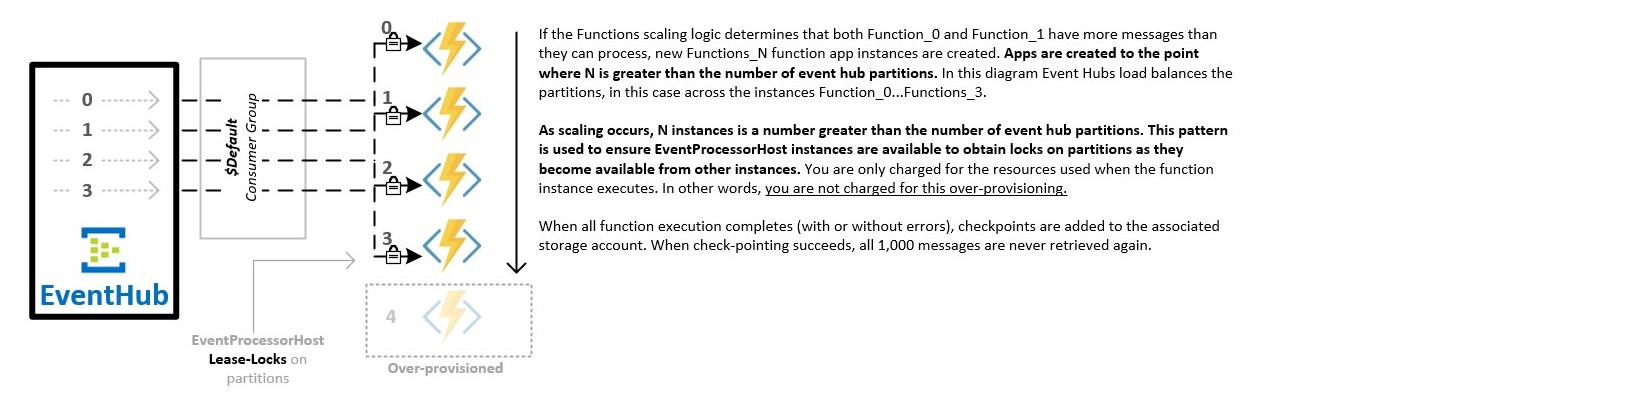 0
1
2
3
EventHub
$Default
Consumer Group
0
1
2
3
4
Over-provisioned
EventProcessorHost
Lease-Locks on
partitions
If the Functions scaling logic determines that both Function_0 and Function_1 have more messages than
they can process, new Functions_N function app instances are created. Apps are created to the point
where N is greater than the number of event hub partitions. In this diagram Event Hubs load balances the
partitions, in this case across the instances Function_0...Functions_3.
As scaling occurs, N instances is a number greater than the number of event hub partitions. This pattern
is used to ensure EventProcessorHost instances are available to obtain locks on partitions as they
become available from other instances. You are only charged for the resources used when the function
instance executes. In other words, you are not charged for this over-provisioning.
When all function execution completes (with or without errors), checkpoints are added to the associated
storage account. When check-pointing succeeds, all 1,000 messages are never retrieved again.